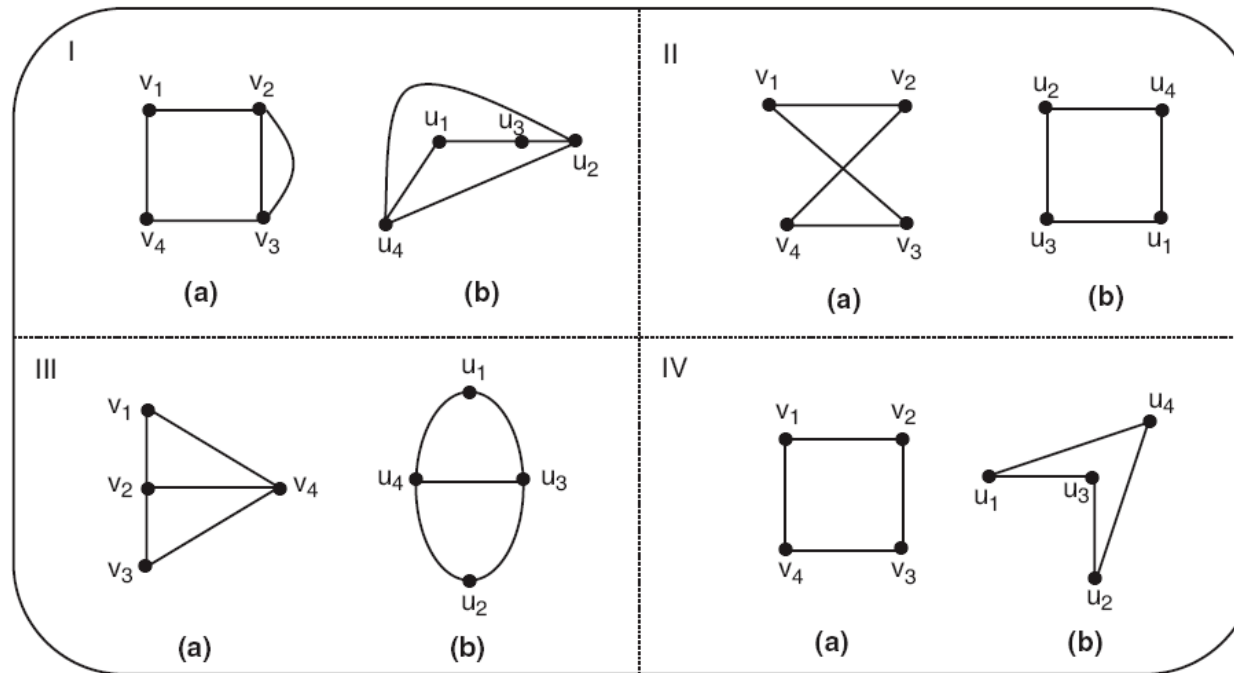 I
v1 v2
v4 v3
(a)
u1 u3
u2
u4
(b)
II
v1 v2
v4 v3
(a)
u2 u4
u3 u1
(b)
III
v1
v2 v4
v3
(a)
u1
u4 u3
u2
(b)
IV
v1 v2
v4 v3
(a)
u4
u1 u3
u2
(b)